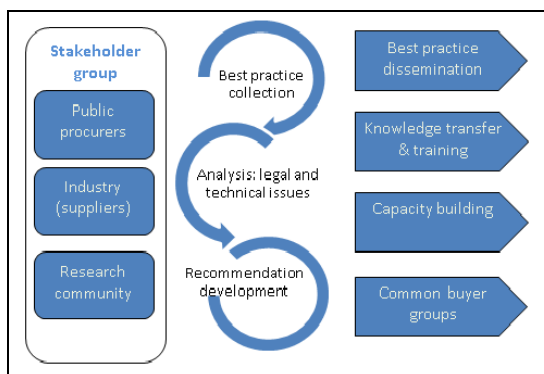 Stakeholder
group
Public
procurers
Industry
(suppliers)
Research
community
Best practice
collection
Analysis: legal and
technical issues
Recommendation
development
Best practice
dissemination
Knowledge transfer
& training
Capacity building
Common buyer
groups